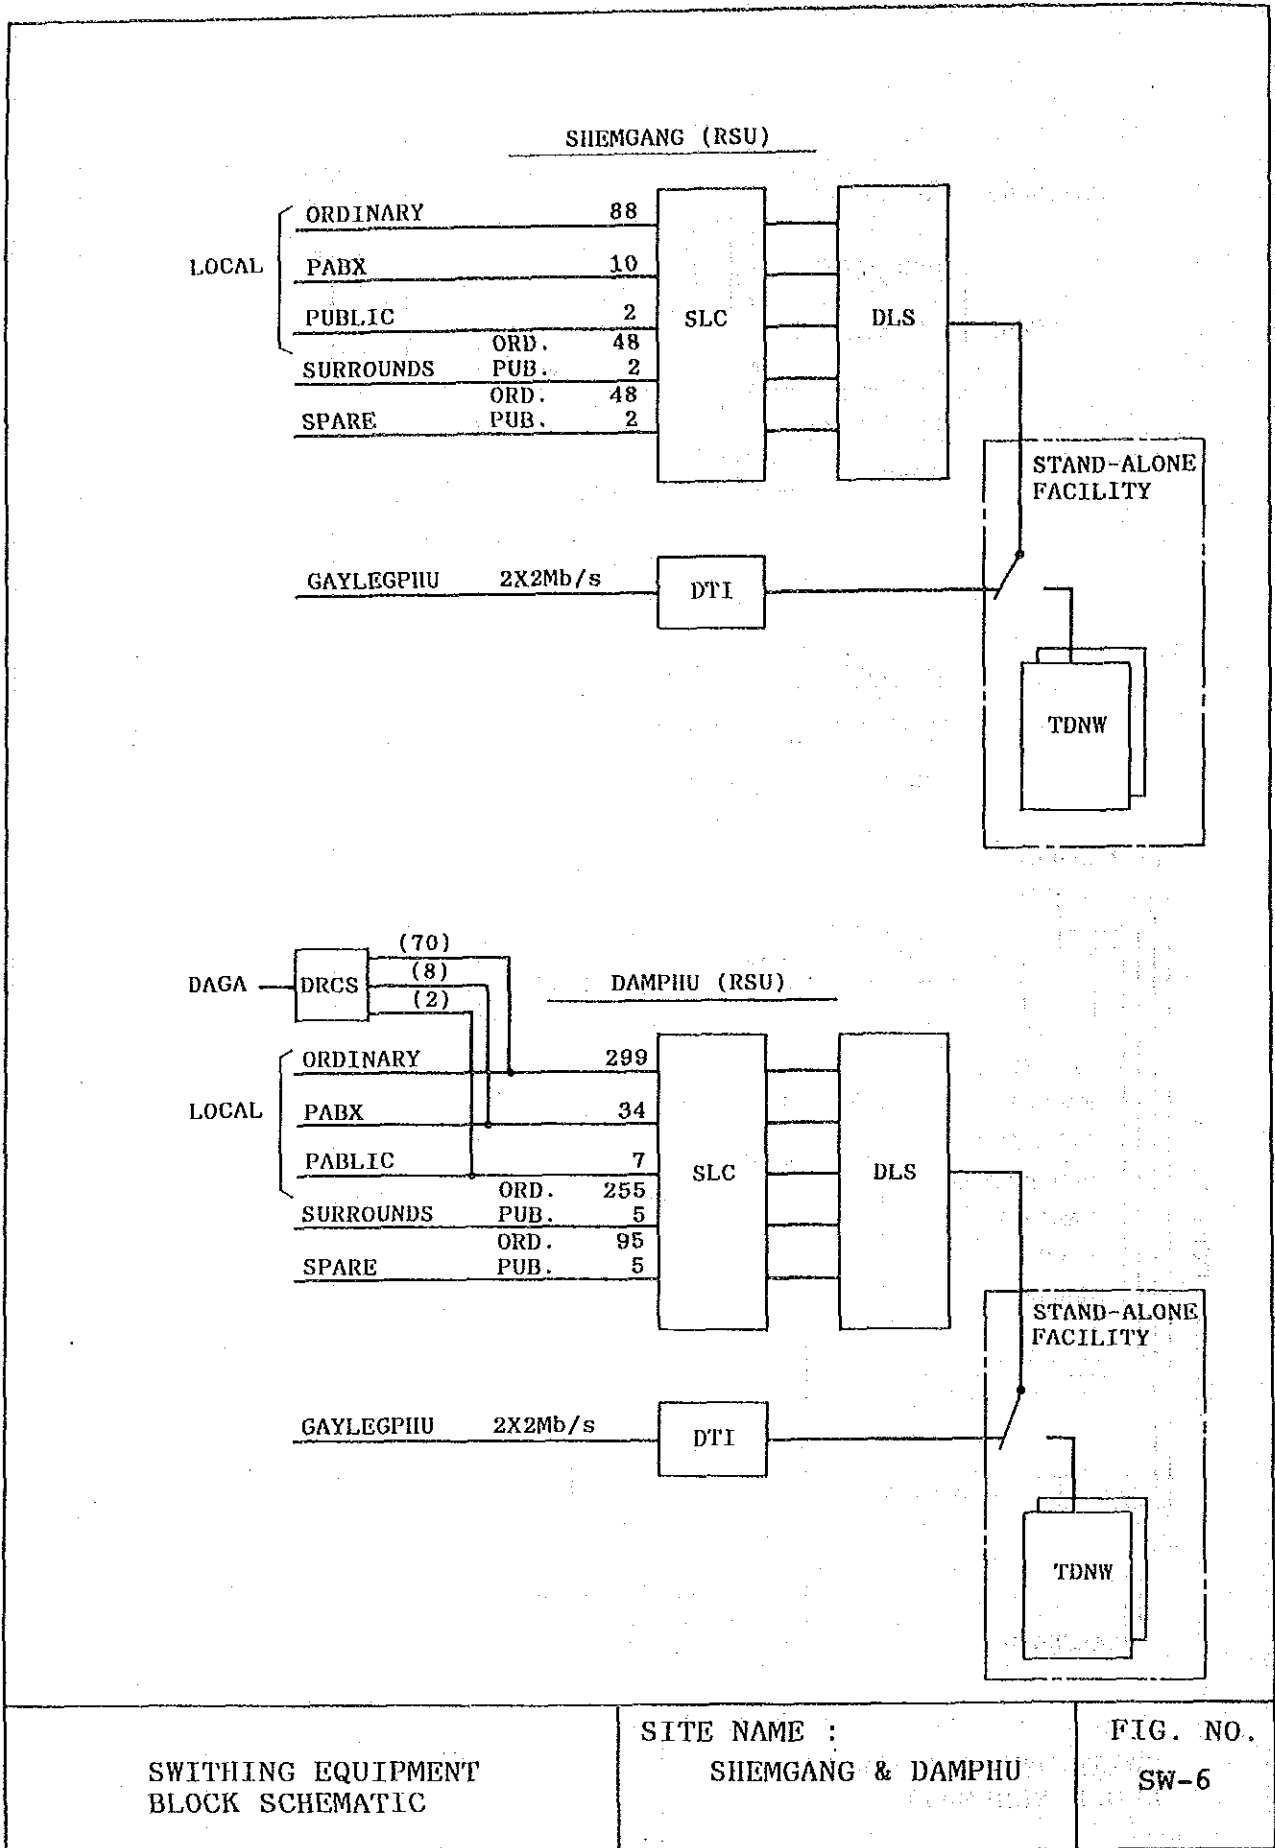 SHEMGANG (RSU)
ORDINARY 88
LOCAL PABX 10
PUBLIC 2
SLC
DLS
ORD. 48
SURROUNDS PUB. 2
ORD. 48
SPARE PUB. 2
STAND-ALONE
FACILITY
GAYLEGPHU 2X2Mb/s
DTI
TDNW
(70)
DAGA DRCS (8)
(2)
DAMPHU (RSU)
ORDINARY 299
LOCAL PABX 34
PABLIC 7
SLC
DLS
ORD. 255
SURROUNDS PUB. 5
ORD. 95
SPARE PUB. 5
STAND-ALONE
FACILITY
GAYLEGPHU 2X2Mb/s
DTI
TDNW
SWITHING EQUIPMENT
BLOCK SCHEMATIC
SITE NAME :
SHEMGANG & DAMPHU
FIG. NO.
SW-6